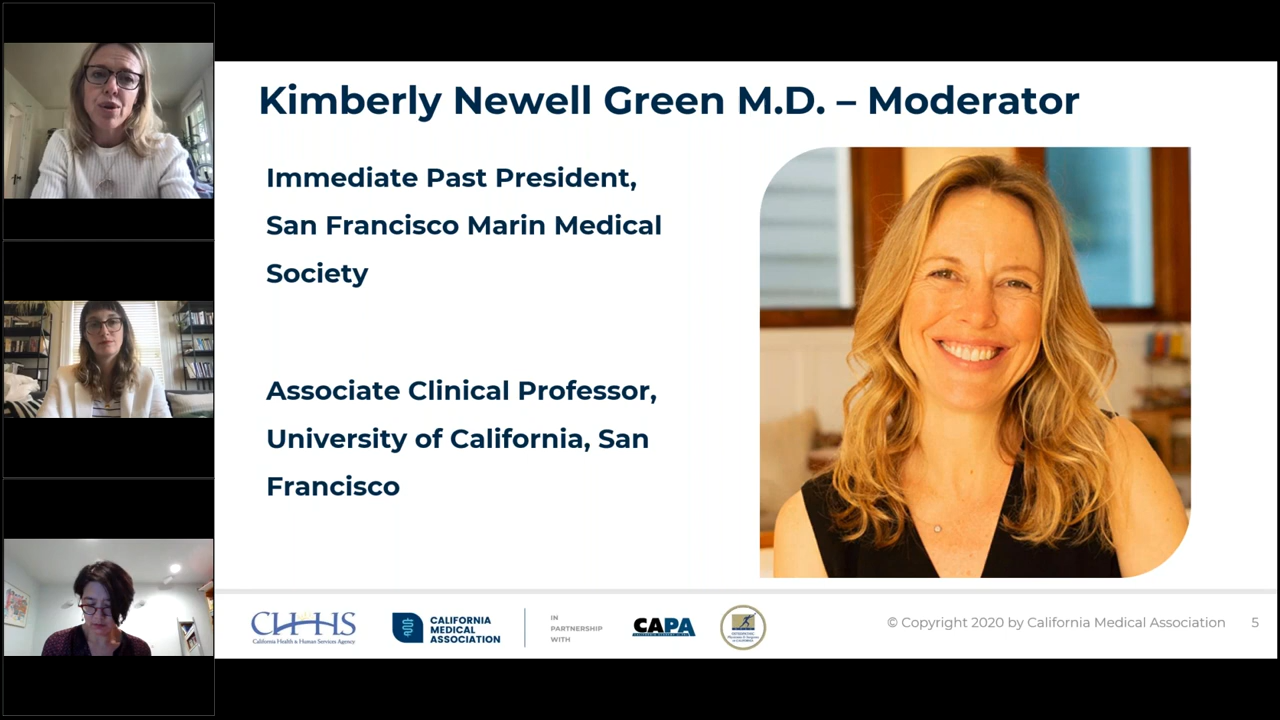 Kimberly Newell Green M.D. – Moderator
Immediate Past President,
San Francisco Marin Medical
Society
Associate Clinical Professor,
University of California, San
Francisco
CHHS
California Health & Human Services Agency
CALIFORNIA
MEDICAL
ASSOCIATION
IN
PARTNERSHIP
WITH
CAPA
© Copyright 2020 by California Medical Association
5